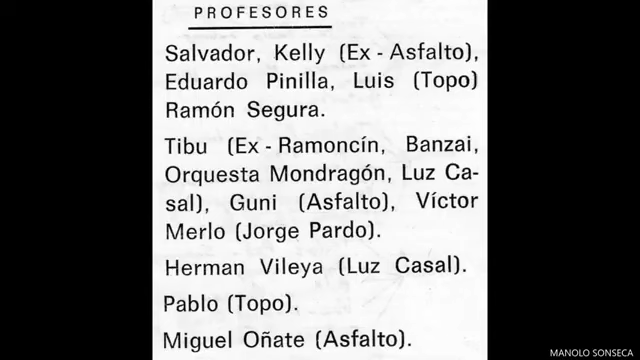 PROFESORES
Salvador, Kelly (Ex - Asfalto),
Eduardo Pinilla, Luis (Topo)
Ramón Segura.
Tibu (Ex - Ramoncín, Banzai,
Orquesta Mondragón, Luz Ca-
sal), Guni (Asfalto), Víctor
Merlo (Jorge Pardo).
Herman Vileya (Luz Casal).
Pablo (Topo).
Miguel Oñate (Asfalto).
MANOLO SONSECA